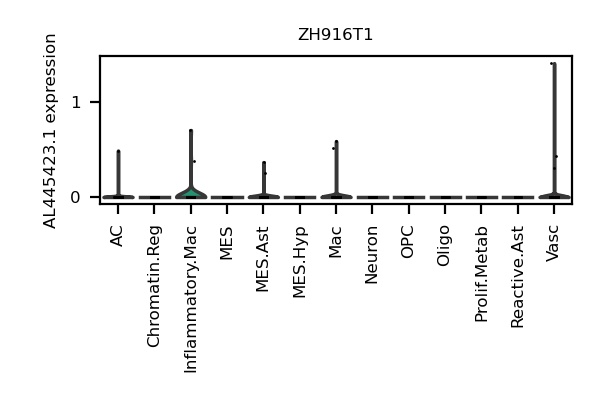 ZH916T1
AL445423.1 expression
1
0
AC
Chromatin.Reg
Inflammatory.Mac
MES
MES.Ast
MES.Hyp
Mac
Neuron
OPC
Oligo
Prolif.Metab
Reactive.Ast
Vasc